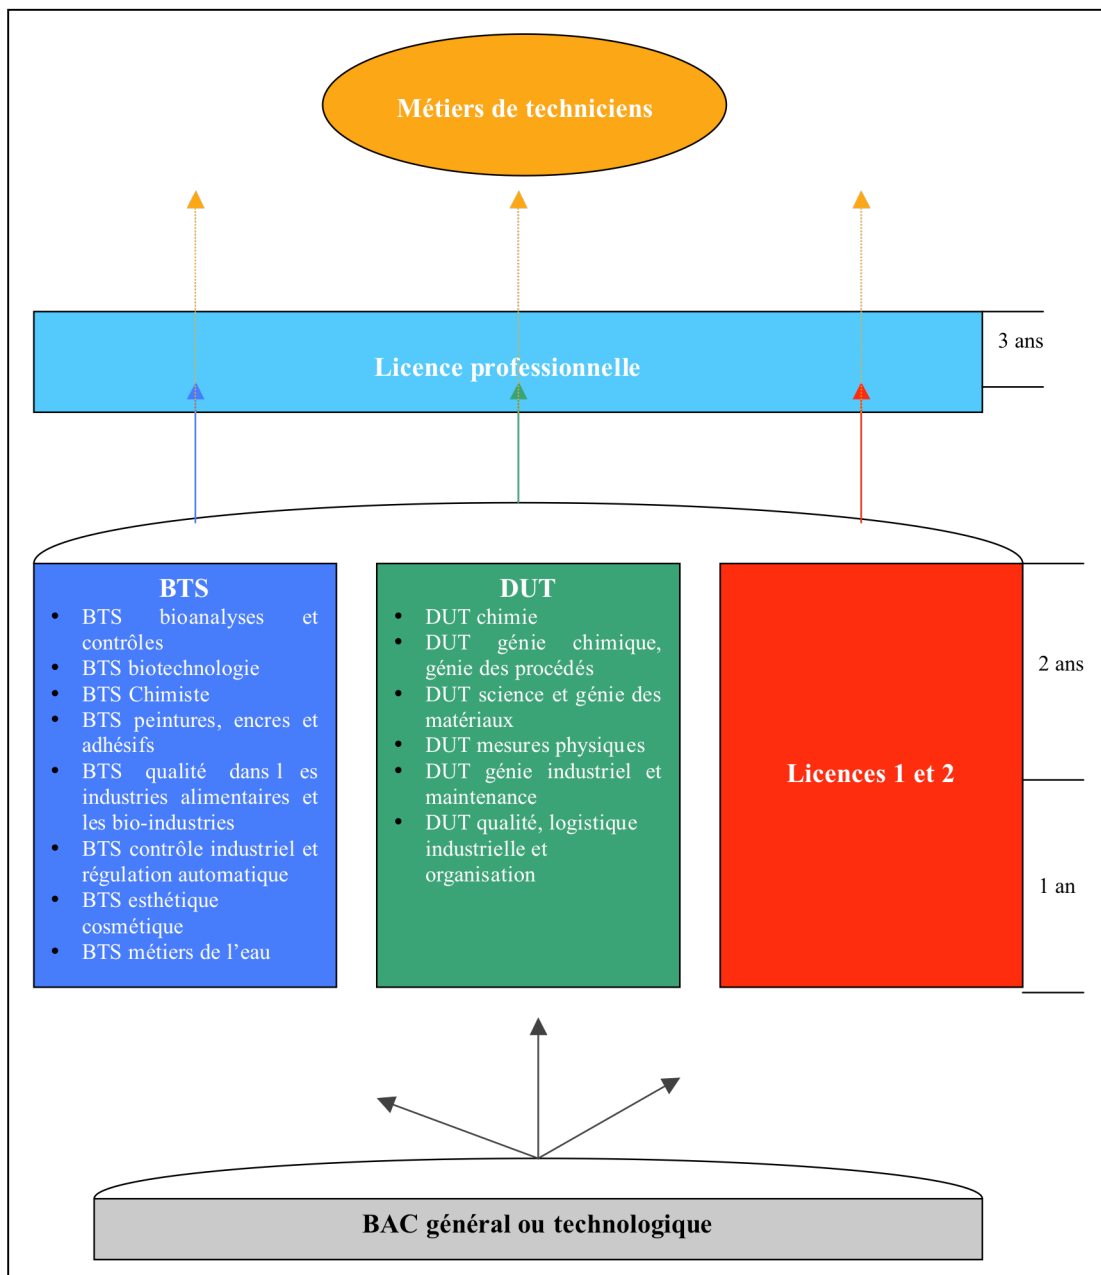 Métiers de techniciens
3 ans
Licence professionnelle
BTS
• BTS bioanalyses et
contrôles
• BTS biotechnologie
• BTS Chimiste
• BTS peintures, encres et
adhésifs
• BTS qualité dans l es
industries alimentaires et
les bio-industries
• BTS contrôle industriel et
régulation automatique
• BTS esthétique
cosmétique
• BTS métiers de l’eau
DUT
• DUT chimie
• DUT génie chimique,
génie des procédés
• DUT science et génie des
matériaux
• DUT mesures physiques
• DUT génie industriel et
maintenance
• DUT qualité, logistique
industrielle et
organisation
Licences 1 et 2
2 ans
1 an
BAC général ou technologique